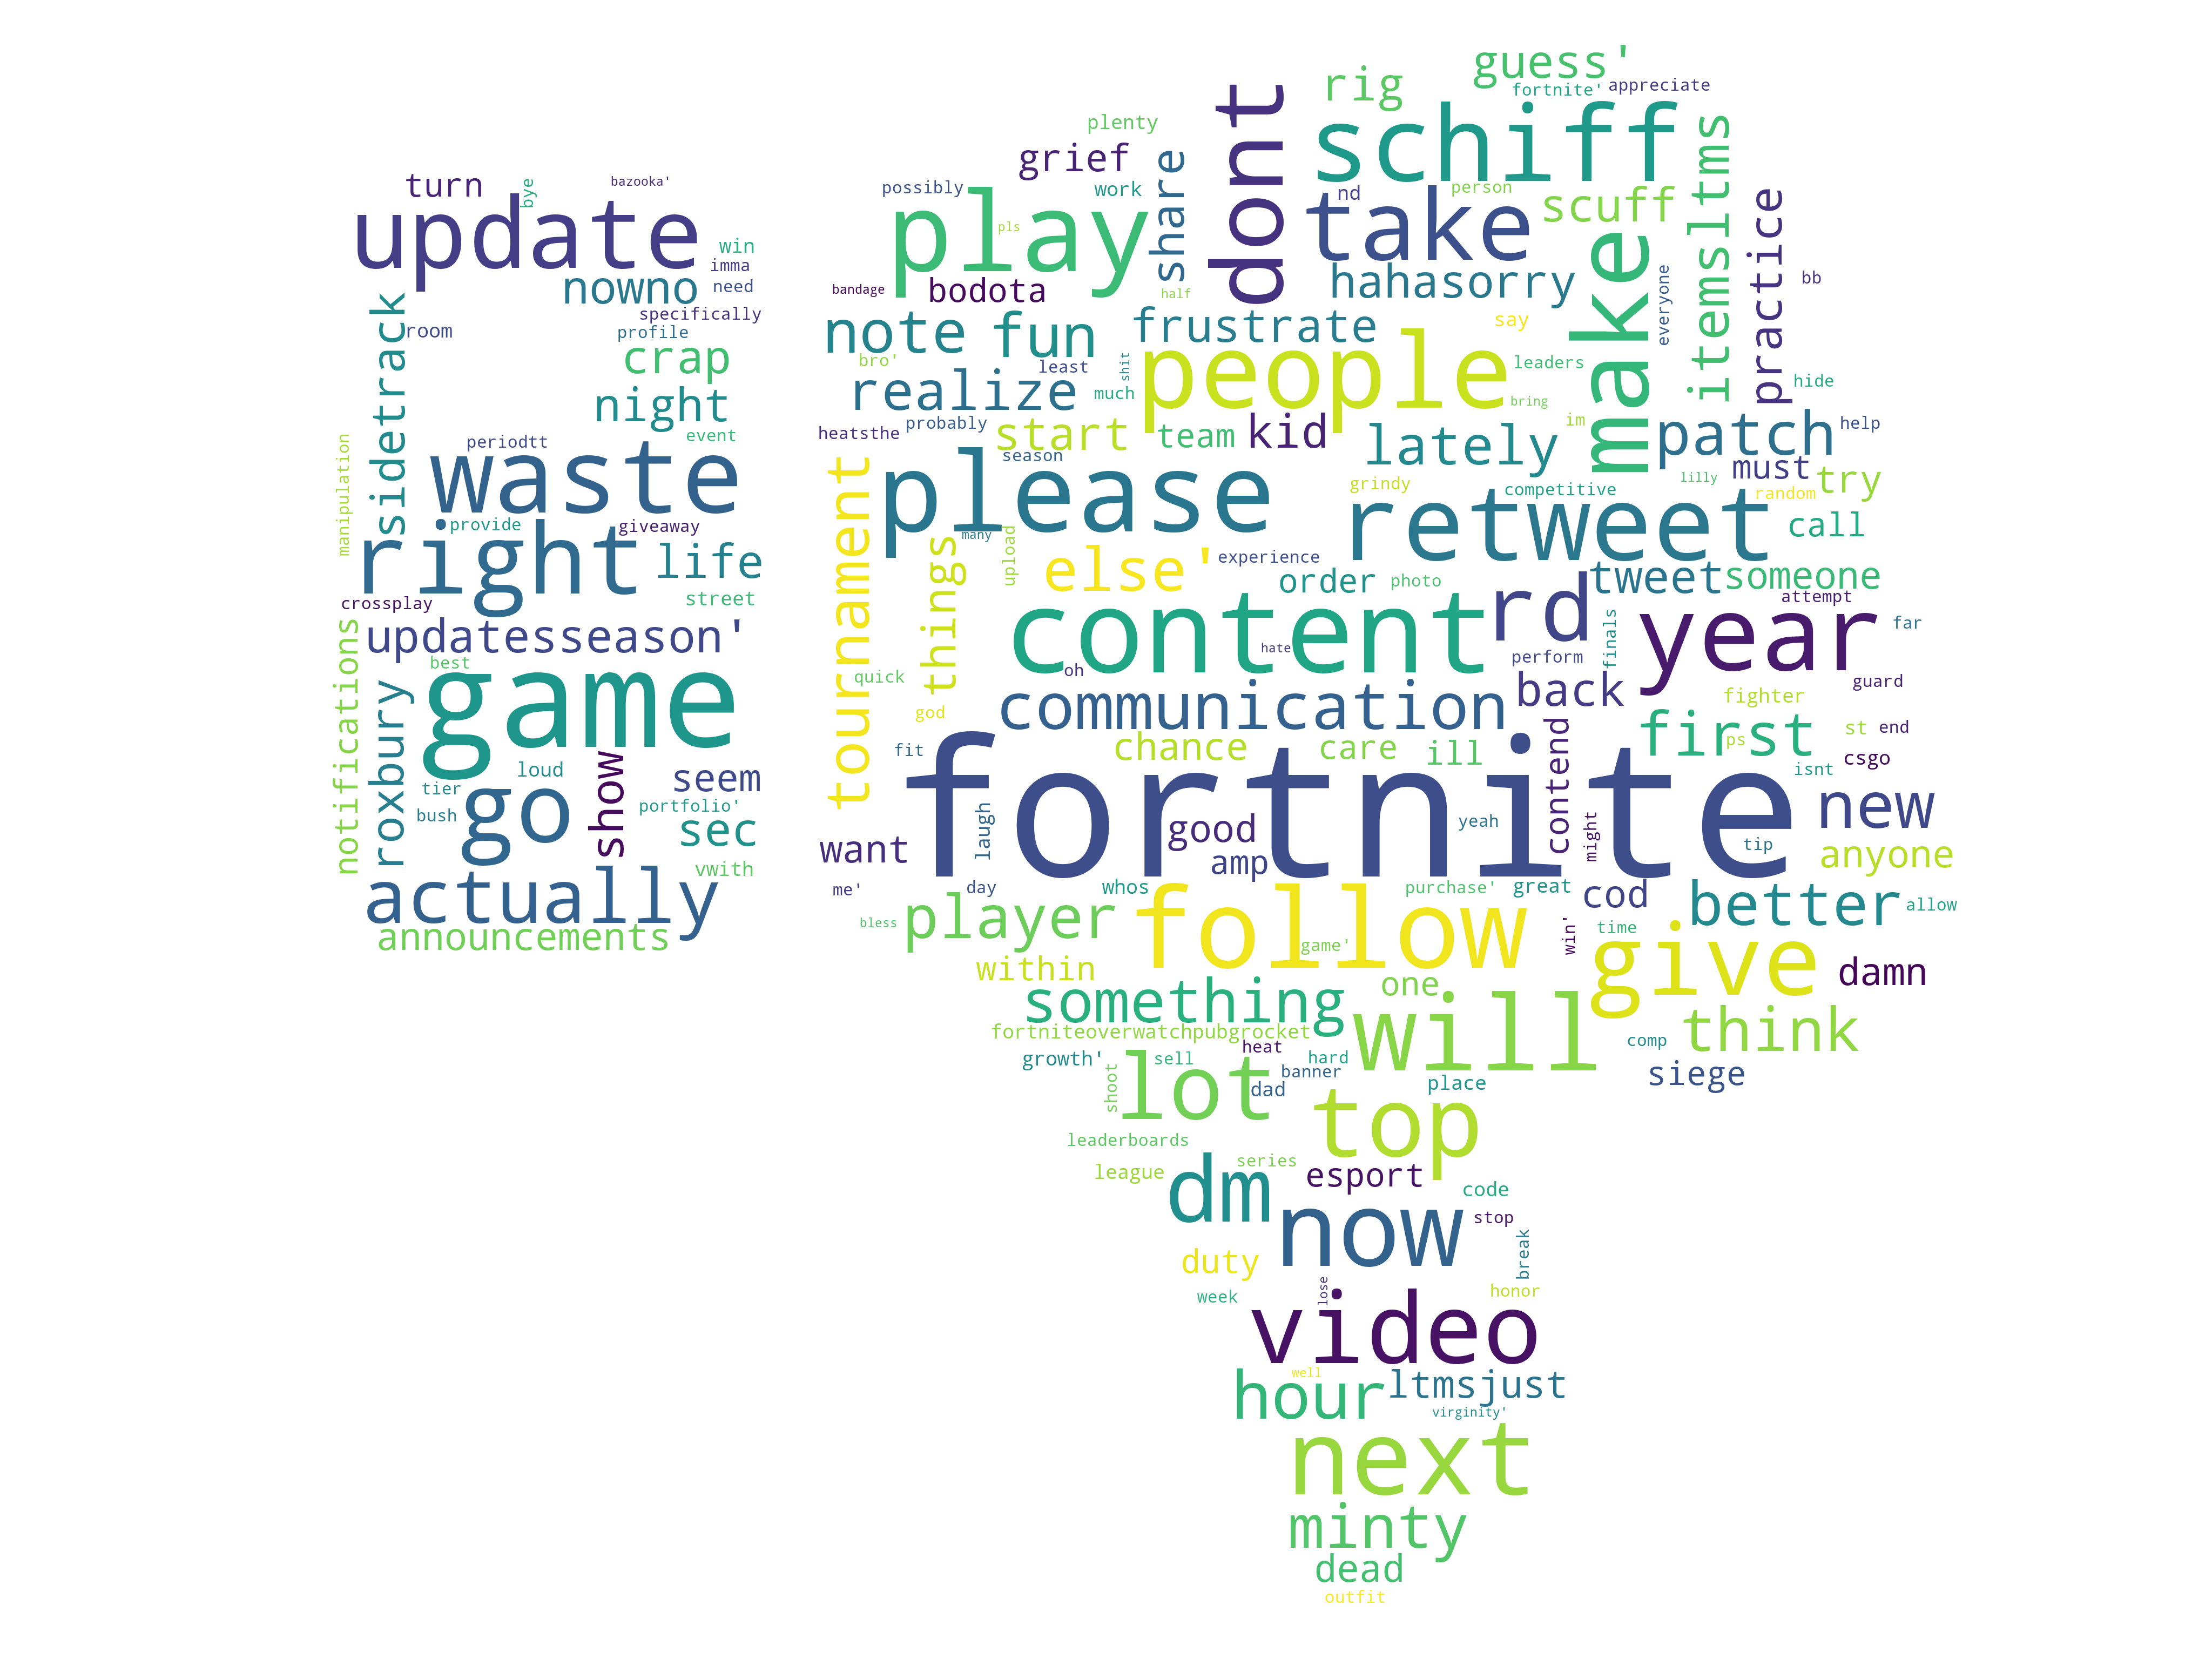 guess'
rig
fortnite'
appreciate
plenty
dont
schiff
itemsltms
grief
share
turn
bye
bazooka'
possibly
work
nd
person
practice
update
play
pls
take
scuff
win
imma
make
nowno
need
bandage
bodota
half
hahasorry
everyone
bb
sidetrack
room
specifically
profile
note
fun
frustrate
say
crap
bro'
least
shit
people
leaders
realize
much
bring
hide
night
heatsthe
probably
start
team
kid
lately
im
patch
help
manipulation
periodtt
event
waste
tournament
season
please
grindy
competitive
lilly
must
random
try
provide
giveaway
many
retweet
call
right
life
things
upload
else'
experience
order
photo
rd
tweet
someone
crossplay
street
content
attempt
year
far
notifications
updatesseason'
best
hate
finals
quick
oh
perform
roxbury
game
god
communication
back
fighter
guard
show
fit
chance
care
ill
contend
first
ps
st
end
loud
seem
fortnite
isnt
csgo
tier
bush
go
portfolio'
sec
want
laugh
good
amp
yeah
might
tip
new
anyone
actually
vwith
me'
day
whos
purchase'
great
cod
better
allow
announcements
bless
player
follow
game'
win'
time
give
damn
within
one
something
will
think
fortniteoverwatchpubgrocket
growth'
sell
heat
hard
comp
shoot
lot
dad
banner
place
siege
leaderboards
top
league
dm
series
esport
code
now
stop
duty
break
week
lose
honor
video
well
hour
ltmsjust
virginity'
next
minty
dead
outfit